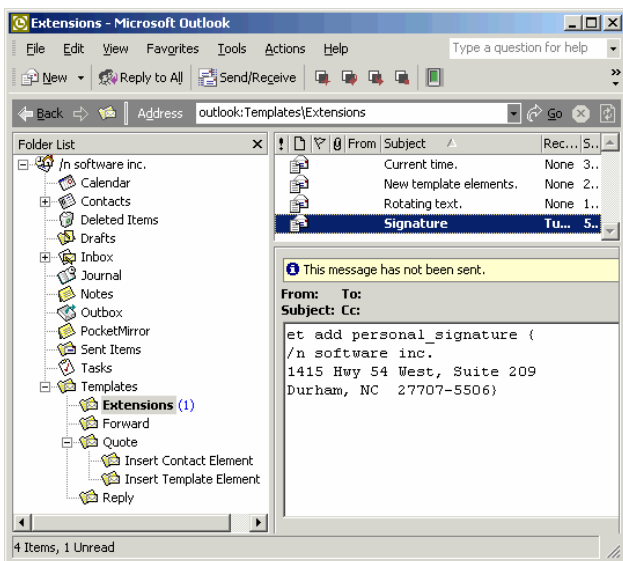 Extensions - Microsoft Outlook
File Edit View Favorites Tools Actions Help Type a question for help
New Reply to All Send/Receive
Back Address outlook:Templates\Extensions Go
Folder List
/n software inc.
Calendar
Contacts
Deleted Items
Drafts
Inbox
Journal
Notes
Outbox
PocketMirror
Sent Items
Tasks
Templates
Extensions (1)
Forward
Quote
Insert Contact Element
Insert Template Element
Reply
! From Subject Rec... S...
Current time. None 3..
New template elements. None 2..
Rotating text. None 1..
Signature Tu... 5..
This message has not been sent.
From: To:
Subject: Cc:
et add personal_signature {
/n software inc.
1415 Hwy 54 West, Suite 209
Durham, NC 27707-5506}
4 Items, 1 Unread